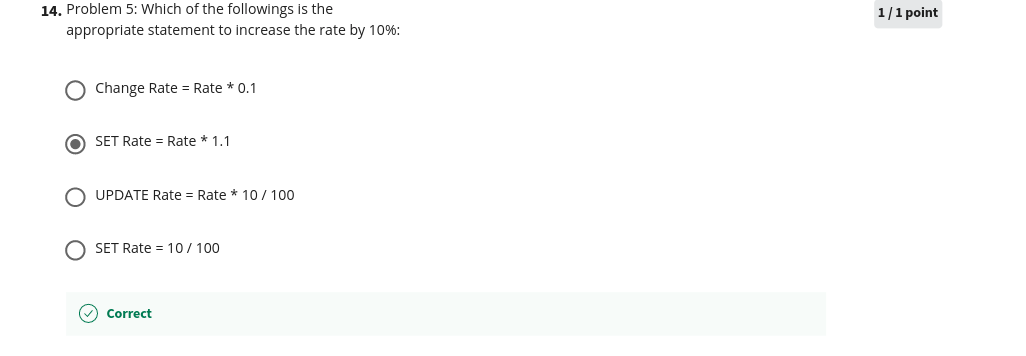 14. Problem 5: Which of the followings is the
1 / 1 point
appropriate statement to increase the rate by 10%:
Change Rate = Rate * 0.1
SET Rate = Rate * 1.1
UPDATE Rate = Rate * 10 / 100
SET Rate = 10 / 100
Correct